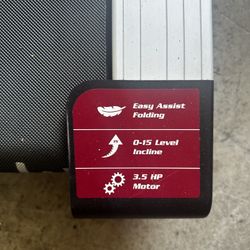 Easy Assist
Folding
0-15 Level
Incline
3.5 HP
Motor